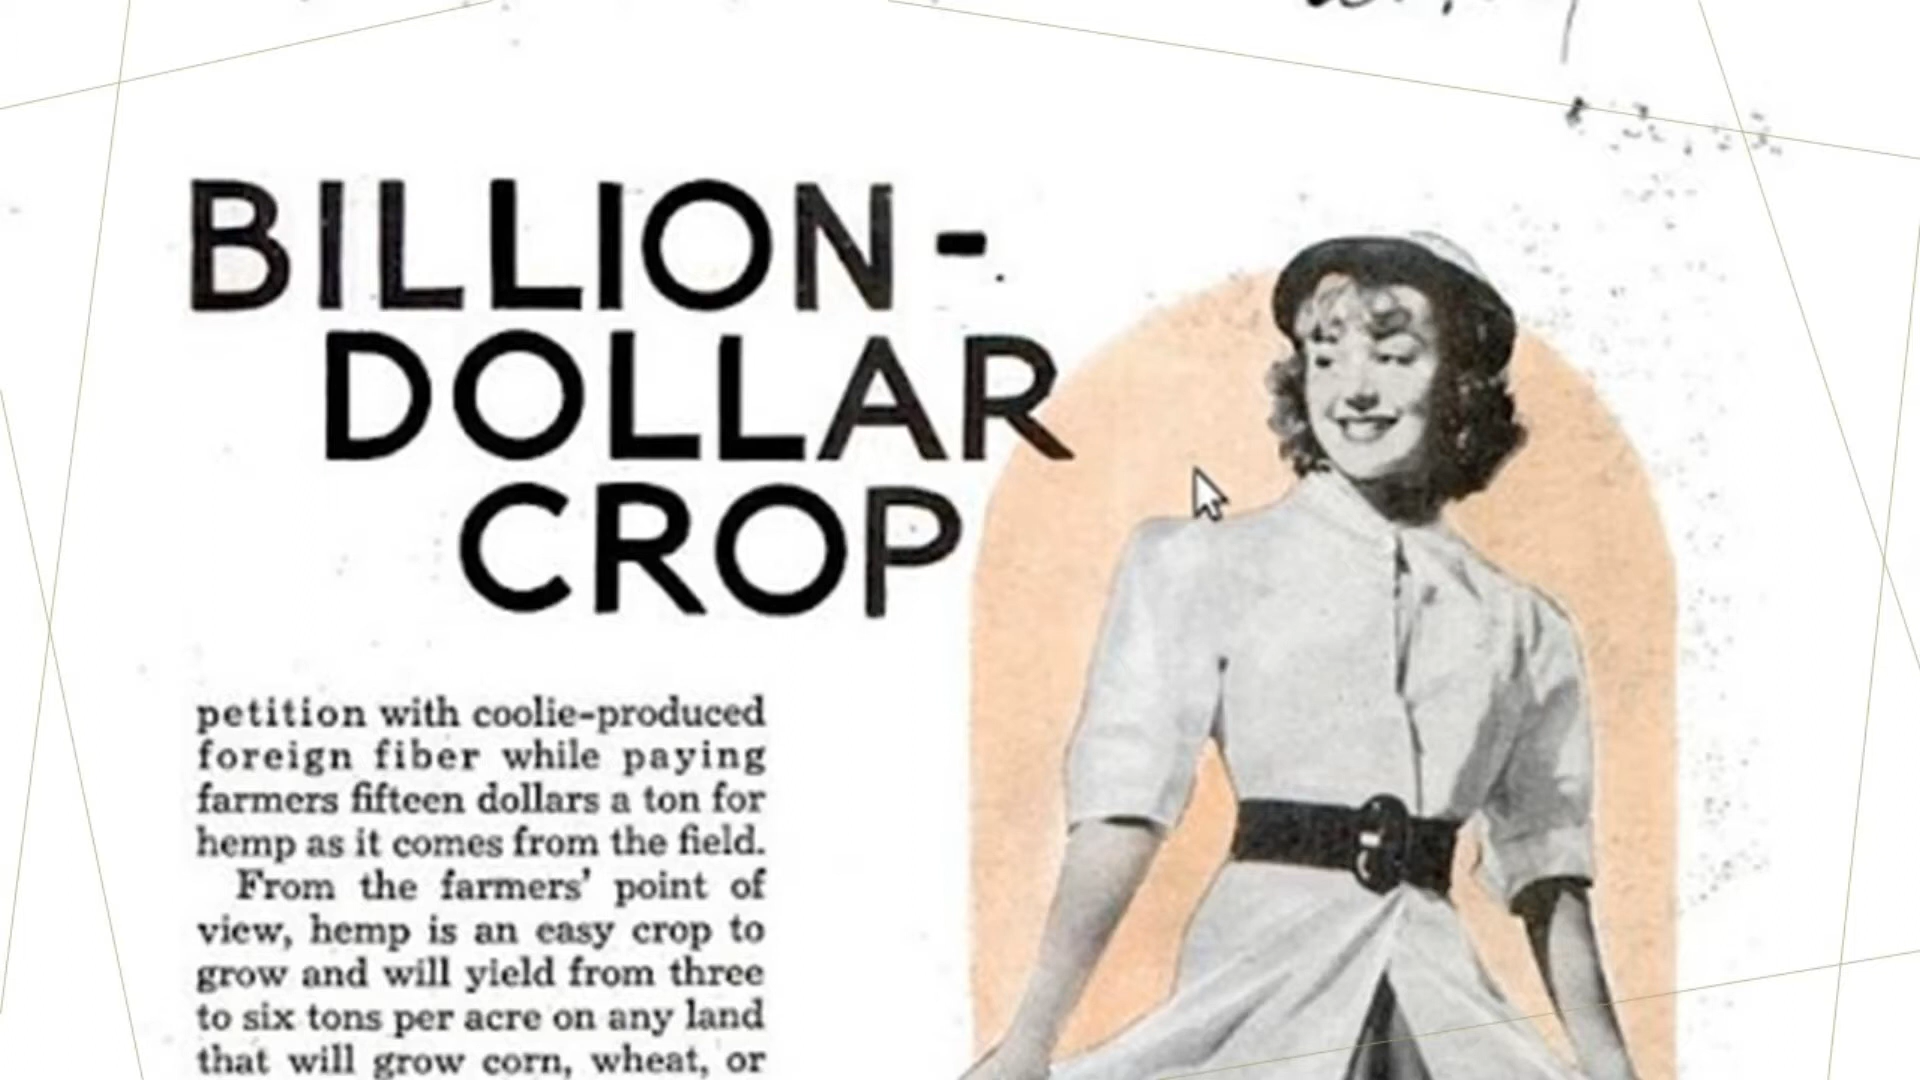 BILLION-
DOLLAR
CROP
petition with coolie-produced
foreign fiber while paying
farmers fifteen dollars a ton for
hemp as it comes from the field.
From the farmers' point of
view, hemp is an easy crop to
grow and will yield from three
to six tons per acre on any land
that will grow corn, wheat, or